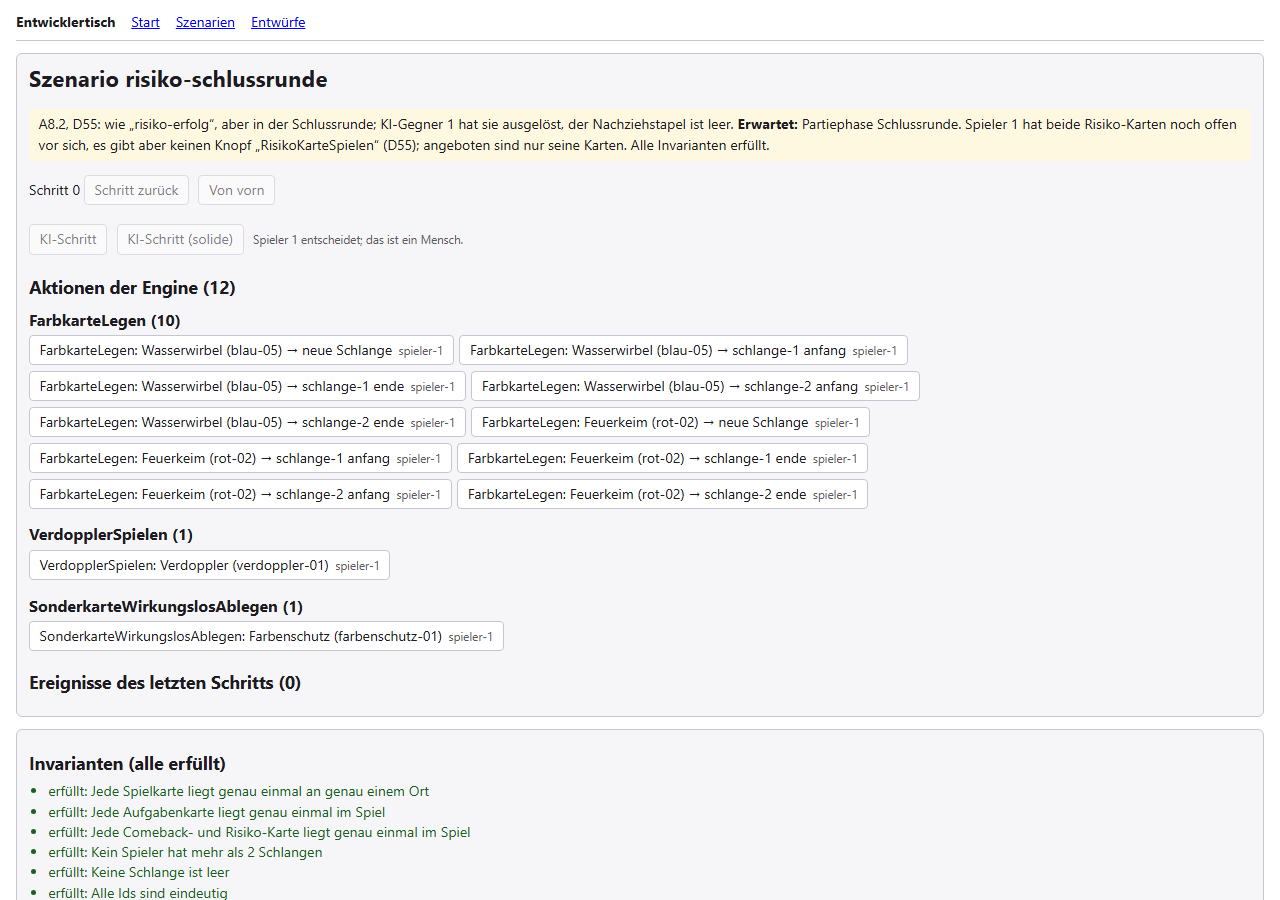 Entwicklertisch Start Szenarien Entwürfe
Szenario risiko-schlussrunde
A8.2, D55: wie „risiko-erfolg“, aber in der Schlussrunde; KI-Gegner 1 hat sie ausgelöst, der Nachziehstapel ist leer. Erwartet: Partiephase Schlussrunde. Spieler 1 hat beide Risiko-Karten noch offen
vor sich, es gibt aber keinen Knopf „RisikoKarteSpielen“ (D55); angeboten sind nur seine Karten. Alle Invarianten erfüllt.
Schritt 0 Schritt zurück Von vorn
KI-Schritt KI-Schritt (solide) Spieler 1 entscheidet; das ist ein Mensch.
Aktionen der Engine (12)
FarbkarteLegen (10)
FarbkarteLegen: Wasserwirbel (blau-05) → neue Schlange spieler-1 FarbkarteLegen: Wasserwirbel (blau-05) → schlange-1 anfang spieler-1
FarbkarteLegen: Wasserwirbel (blau-05) → schlange-1 ende spieler-1 FarbkarteLegen: Wasserwirbel (blau-05) → schlange-2 anfang spieler-1
FarbkarteLegen: Wasserwirbel (blau-05) → schlange-2 ende spieler-1 FarbkarteLegen: Feuerkeim (rot-02) → neue Schlange spieler-1
FarbkarteLegen: Feuerkeim (rot-02) → schlange-1 anfang spieler-1 FarbkarteLegen: Feuerkeim (rot-02) → schlange-1 ende spieler-1
FarbkarteLegen: Feuerkeim (rot-02) → schlange-2 anfang spieler-1 FarbkarteLegen: Feuerkeim (rot-02) → schlange-2 ende spieler-1
VerdopplerSpielen (1)
VerdopplerSpielen: Verdoppler (verdoppler-01) spieler-1
SonderkarteWirkungslosAblegen (1)
SonderkarteWirkungslosAblegen: Farbenschutz (farbenschutz-01) spieler-1
Ereignisse des letzten Schritts (0)
Invarianten (alle erfüllt)
erfüllt: Jede Spielkarte liegt genau einmal an genau einem Ort
erfüllt: Jede Aufgabenkarte liegt genau einmal im Spiel
erfüllt: Jede Comeback- und Risiko-Karte liegt genau einmal im Spiel
erfüllt: Kein Spieler hat mehr als 2 Schlangen
erfüllt: Keine Schlange ist leer
erfüllt: Alle Ids sind eindeutig